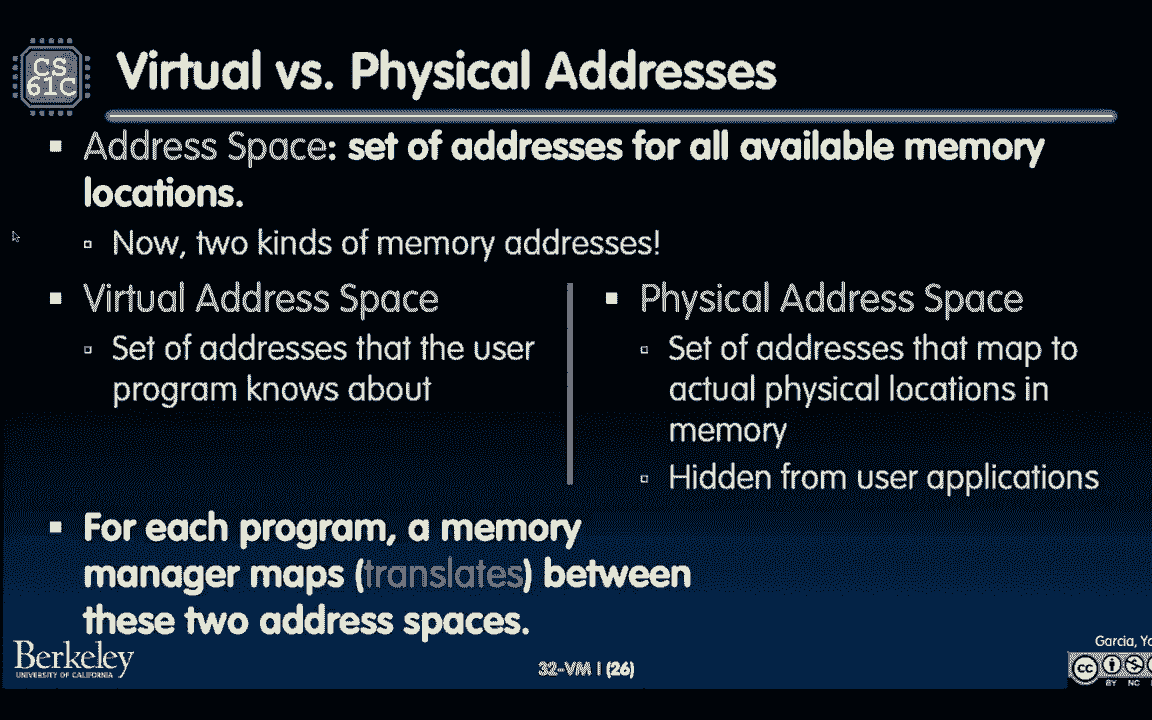 CS
61C
Virtual vs. Physical Addresses
Address Space: set of addresses for all available memory
locations.
Now, two kinds of memory addresses!
Virtual Address Space
Set of addresses that the user
program knows about
Physical Address Space
Set of addresses that map to
actual physical locations in
memory
Hidden from user applications
For each program, a memory
manager maps (translates) between
these two address spaces.
Berkeley
UNIVERSITY OF CALIFORNIA
32-VM I (26)
Garcia,
cc
BY NC